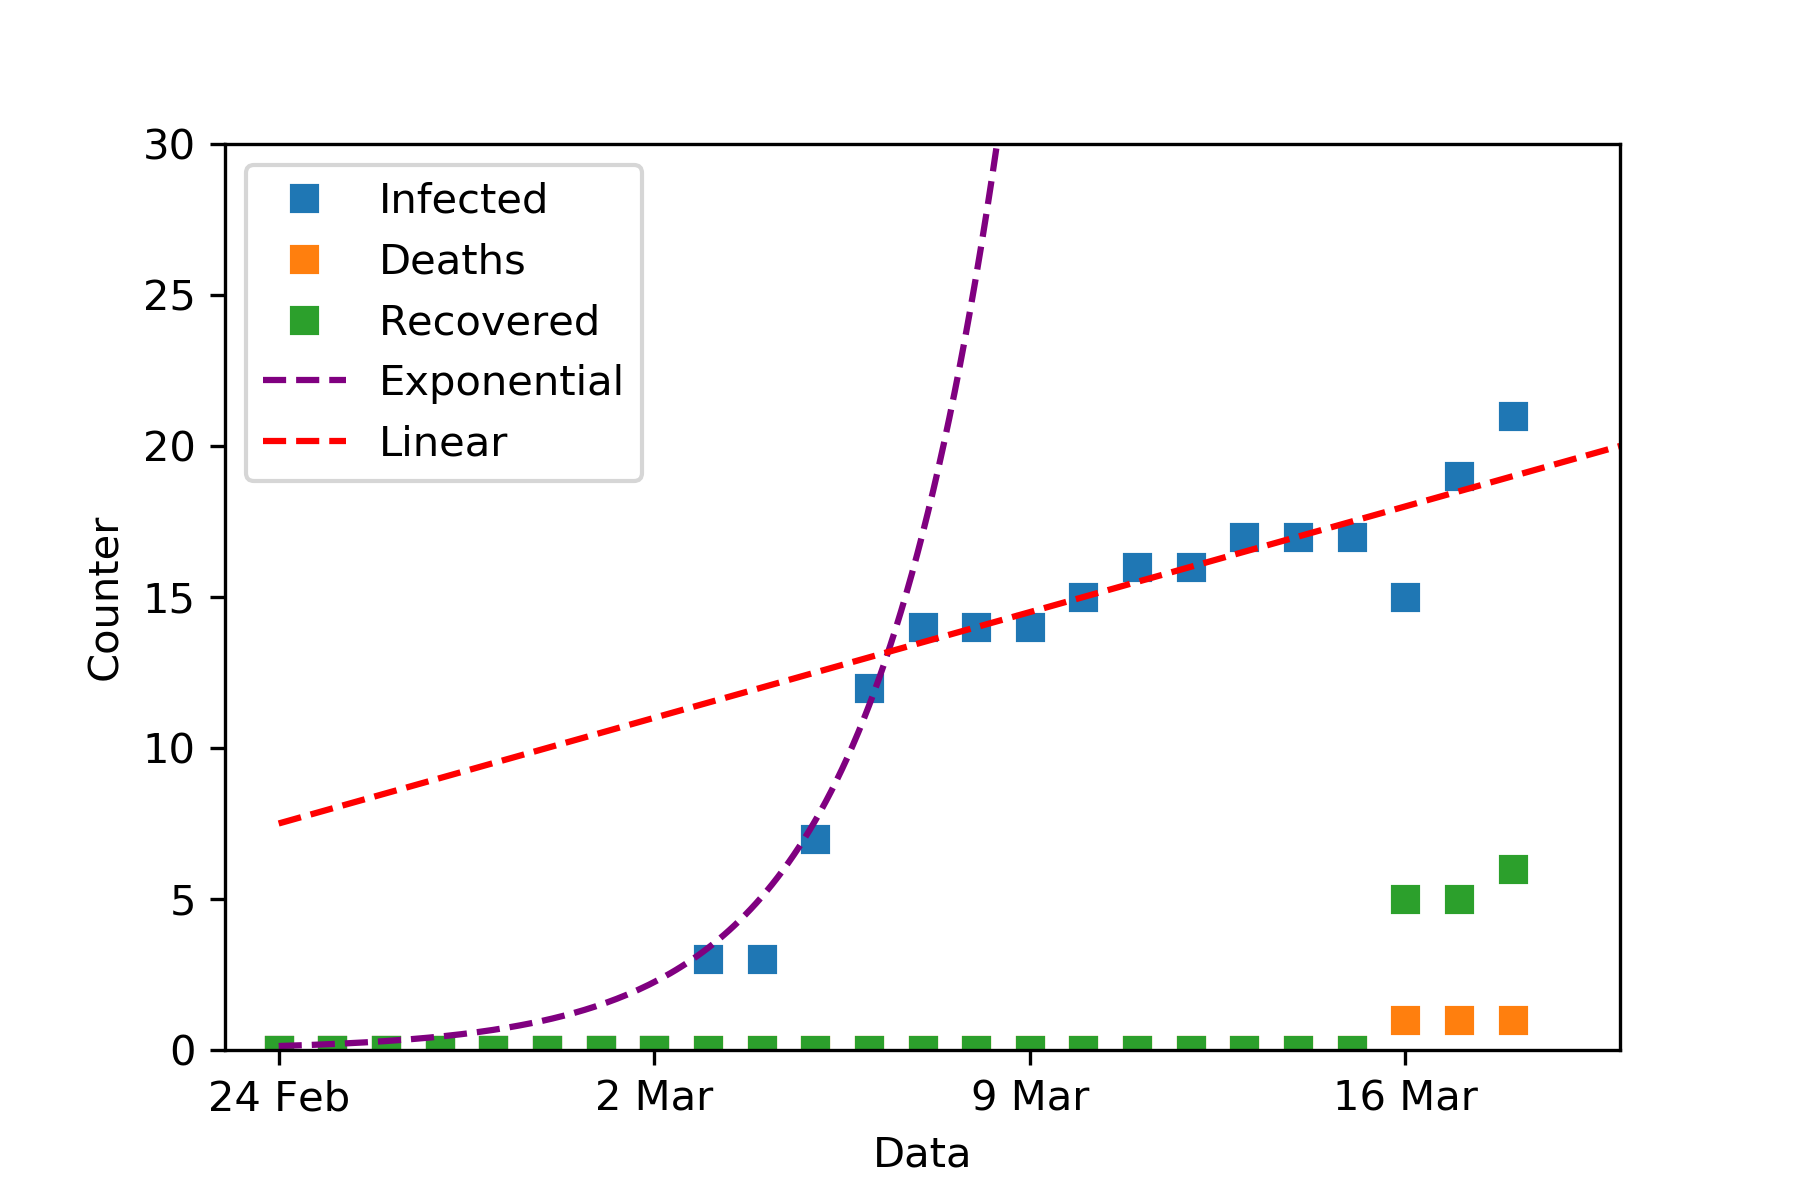 30
25
20
15
10
5
0
Counter
Infected
Deaths
Recovered
Exponential
Linear
24 Feb
2 Mar
9 Mar
16 Mar
Data